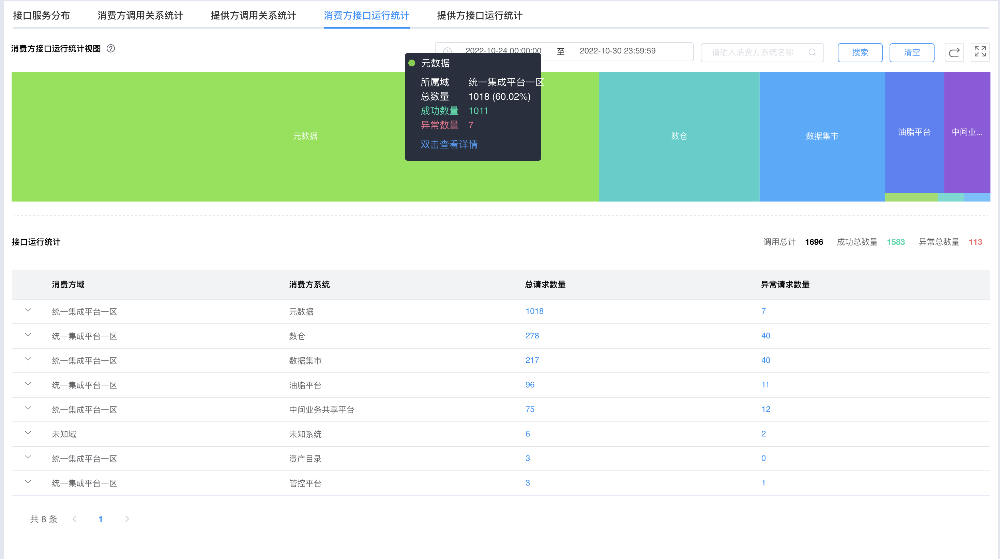 接口服务分布 消费方调用关系统计 提供方调用关系统计 消费方接口运行统计 提供方接口运行统计
消费方接口运行统计视图 ? 2022-10-24 00:00:00 至 2022-10-30 23:59:59 请输入消费方系统名称 搜索 清空
元数据
所属域 统一集成平台一区
总数量 1018 (60.02%)
成功数量 1011
异常数量 7
双击查看详情
元数据 数仓 数据集市 油脂平台 中间业...
接口运行统计 调用总计 1696 成功总数量 1583 异常总数量 113
消费方域 消费方系统 总请求数量 异常请求数量
统一集成平台一区 元数据 1018 7
统一集成平台一区 数仓 278 40
统一集成平台一区 数据集市 217 40
统一集成平台一区 油脂平台 96 11
统一集成平台一区 中间业务共享平台 75 12
未知域 未知系统 6 2
统一集成平台一区 资产目录 3 0
统一集成平台一区 管控平台 3 1
共 8 条 1